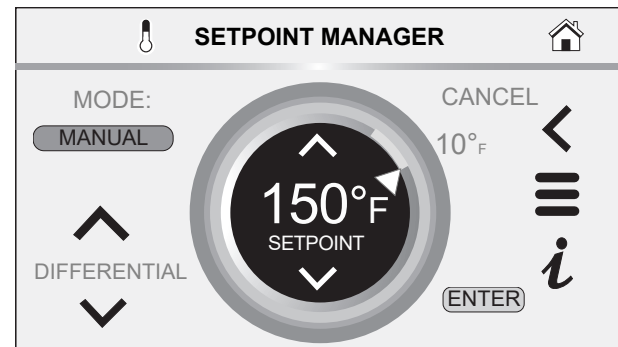 SETPOINT MANAGER
MODE:
MANUAL
CANCEL
10°F
150°F
SETPOINT
DIFFERENTIAL
i
ENTER